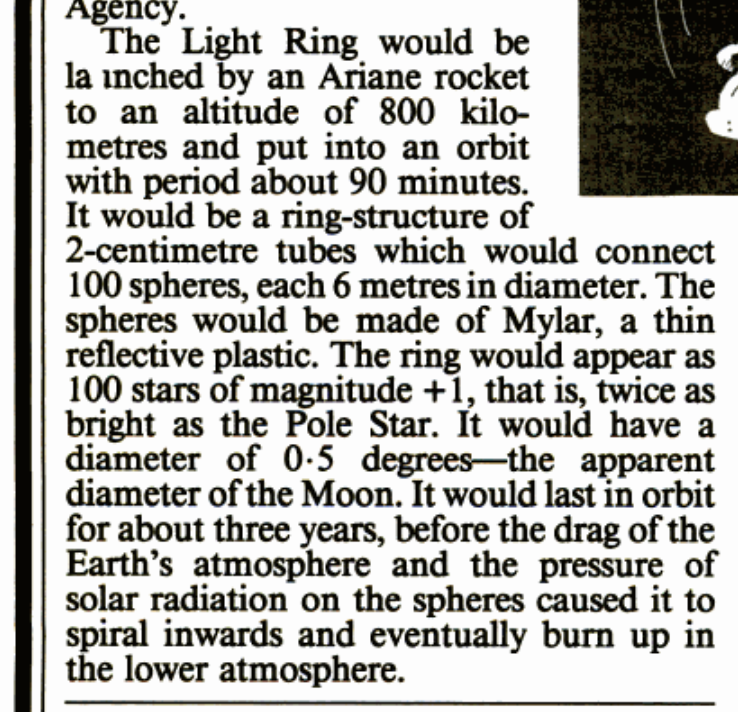 Agency.
The Light Ring would be
la ınched by an Ariane rocket
to an altitude of 800 kilo-
metres and put into an orbit
with period about 90 minutes.
It would be a ring-structure of
2-centimetre tubes which would connect
100 spheres, each 6 metres in diameter. The
spheres would be made of Mylar, a thin
reflective plastic. The ring would appear as
100 stars of magnitude +1, that is, twice as
bright as the Pole Star. It would have a
diameter of 0·5 degrees—the apparent
diameter of the Moon. It would last in orbit
for about three years, before the drag of the
Earth's atmosphere and the pressure of
solar radiation on the spheres caused it to
spiral inwards and eventually burn up in
the lower atmosphere.